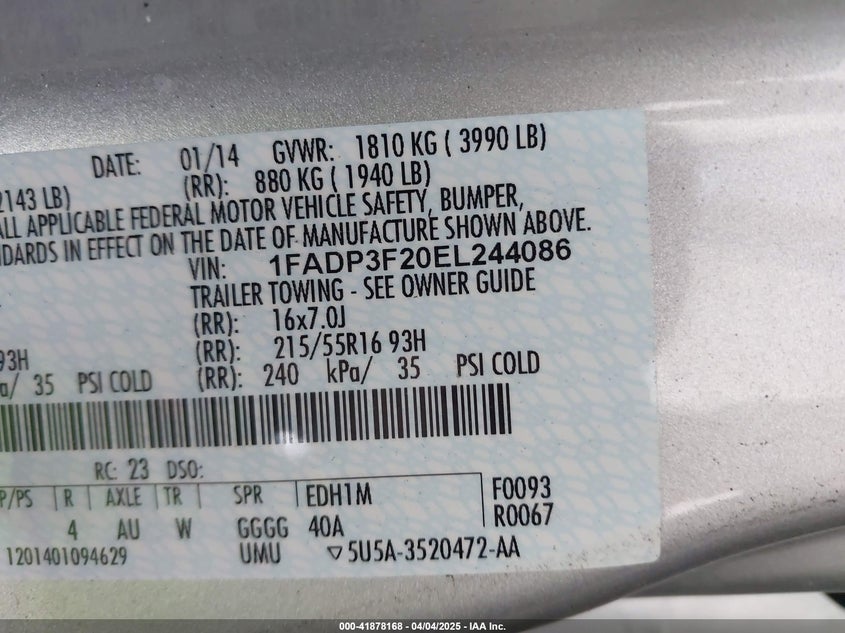 DATE: 01/14 GVWR: 1810 KG ( 3990 LB)
2143 LB) (RR): 880 KG ( 1940 LB)
ALL APPLICABLE FEDERAL MOTOR VEHICLE SAFETY, BUMPER,
NDARDS IN EFFECT ON THE DATE OF MANUFACTURE SHOWN ABOVE.
VIN: 1FADP3F20EL244086
TRAILER TOWING - SEE OWNER GUIDE
(RR): 16x7.0J
93H (RR): 215/55R16 93H
a/ 35 PSI COLD (RR): 240 kPa/ 35 PSI COLD
RC: 23 DSO:
P/PS R AXLE TR SPR EDH1M F0093
4 AU W GGGG 40A R0067
1201401094629 UMU 5U5A-3520472-AA
000-41878168 - 04/04/2025 - IAA Inc.